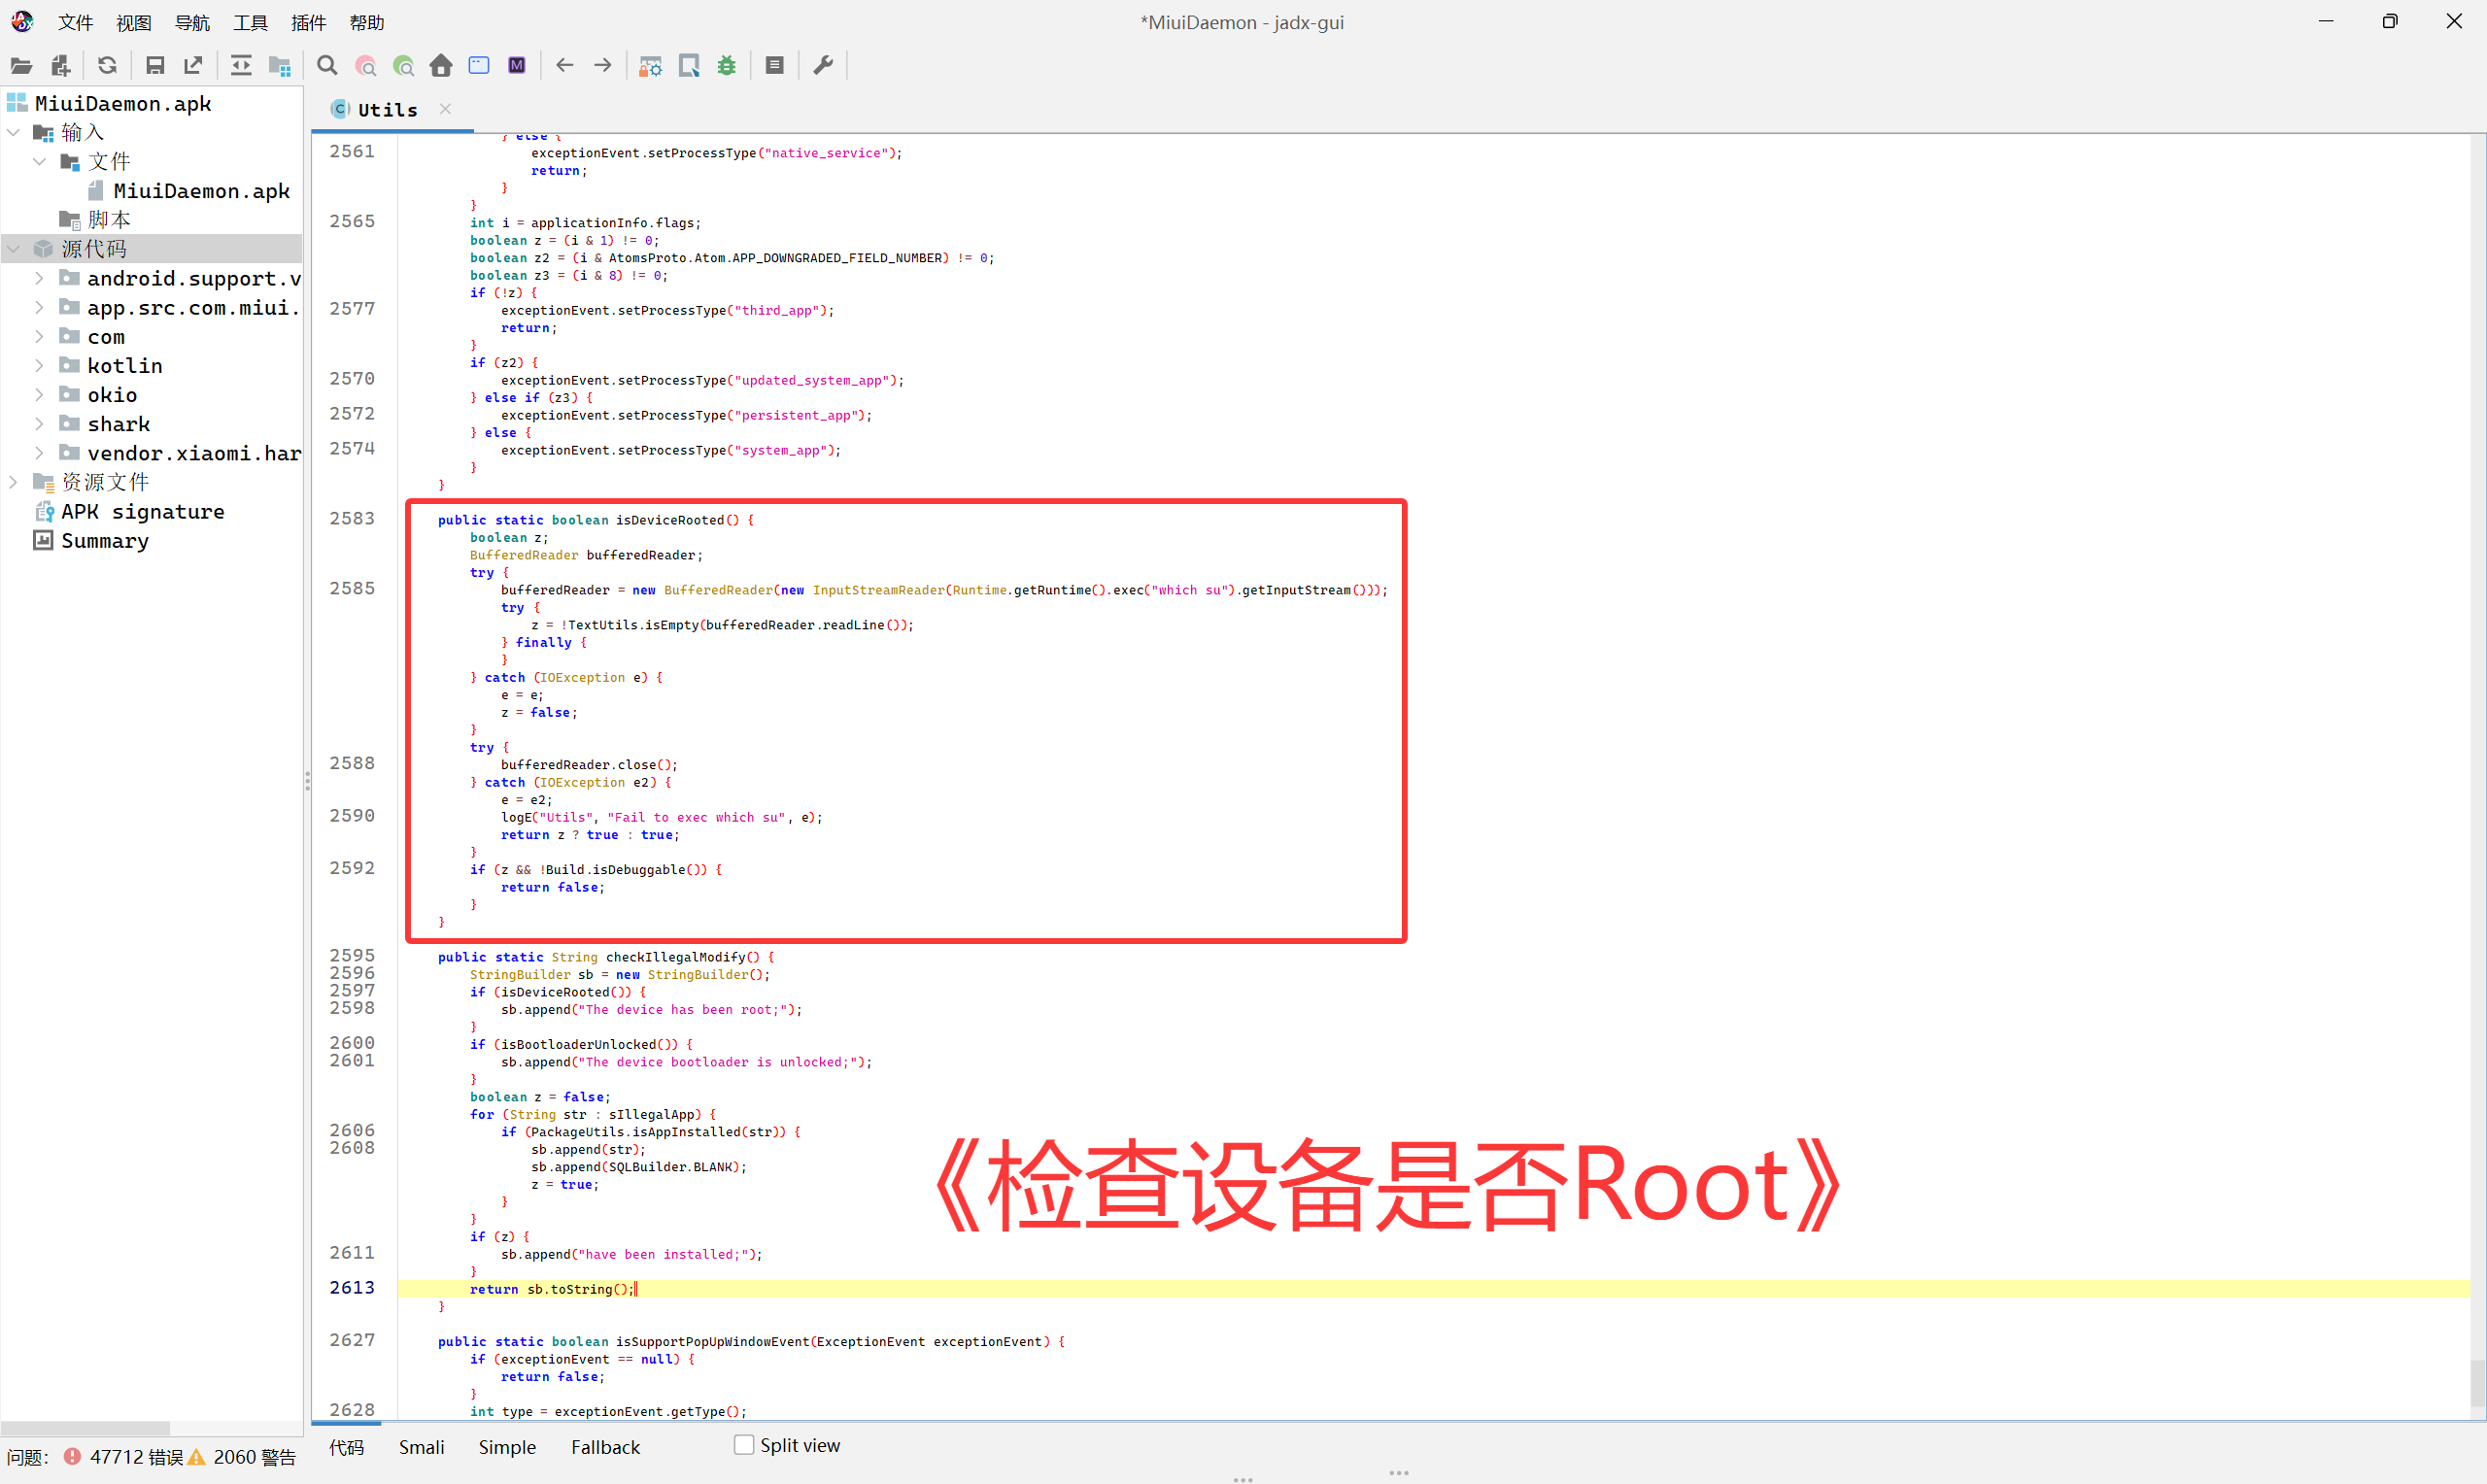 文件 视图 导航 工具 插件 帮助
*MiuiDaemon - jadx-gui
MiuiDaemon.apk
输入
文件
MiuiDaemon.apk
脚本
源代码
android.support.v
app.src.com.miui.
com
kotlin
okio
shark
vendor.xiaomi.har
资源文件
APK signature
Summary
Utils
} else {
2561 exceptionEvent.setProcessType("native_service");
return;
}
}
2565 int i = applicationInfo.flags;
boolean z = (i & 1) != 0;
boolean z2 = (i & AtomsProto.Atom.APP_DOWNGRADED_FIELD_NUMBER) != 0;
boolean z3 = (i & 8) != 0;
if (!z) {
2577 exceptionEvent.setProcessType("third_app");
return;
}
if (z2) {
2570 exceptionEvent.setProcessType("updated_system_app");
} else if (z3) {
2572 exceptionEvent.setProcessType("persistent_app");
} else {
2574 exceptionEvent.setProcessType("system_app");
}
}
2583 public static boolean isDeviceRooted() {
boolean z;
BufferedReader bufferedReader;
try {
2585 bufferedReader = new BufferedReader(new InputStreamReader(Runtime.getRuntime().exec("which su").getInputStream()));
try {
z = !TextUtils.isEmpty(bufferedReader.readLine());
} finally {
}
} catch (IOException e) {
e = e;
z = false;
}
try {
2588 bufferedReader.close();
} catch (IOException e2) {
e = e2;
2590 logE("Utils", "Fail to exec which su", e);
return z ? true : true;
}
2592 if (z && !Build.isDebuggable()) {
return false;
}
}
2595 public static String checkIllegalModify() {
2596 StringBuilder sb = new StringBuilder();
2597 if (isDeviceRooted()) {
2598 sb.append("The device has been root;");
}
2600 if (isBootloaderUnlocked()) {
2601 sb.append("The device bootloader is unlocked;");
}
boolean z = false;
for (String str : sIllegalApp) {
2606 if (PackageUtils.isAppInstalled(str)) {
2608 sb.append(str);
sb.append(SQLBuilder.BLANK);
z = true;
}
}
if (z) {
2611 sb.append("have been installed;");
}
2613 return sb.toString();
}
《检查设备是否Root》
2627 public static boolean isSupportPopUpWindowEvent(ExceptionEvent exceptionEvent) {
if (exceptionEvent == null) {
return false;
}
2628 int type = exceptionEvent.getType();
代码 Smali Simple Fallback Split view
问题: 47712 错误 2060 警告